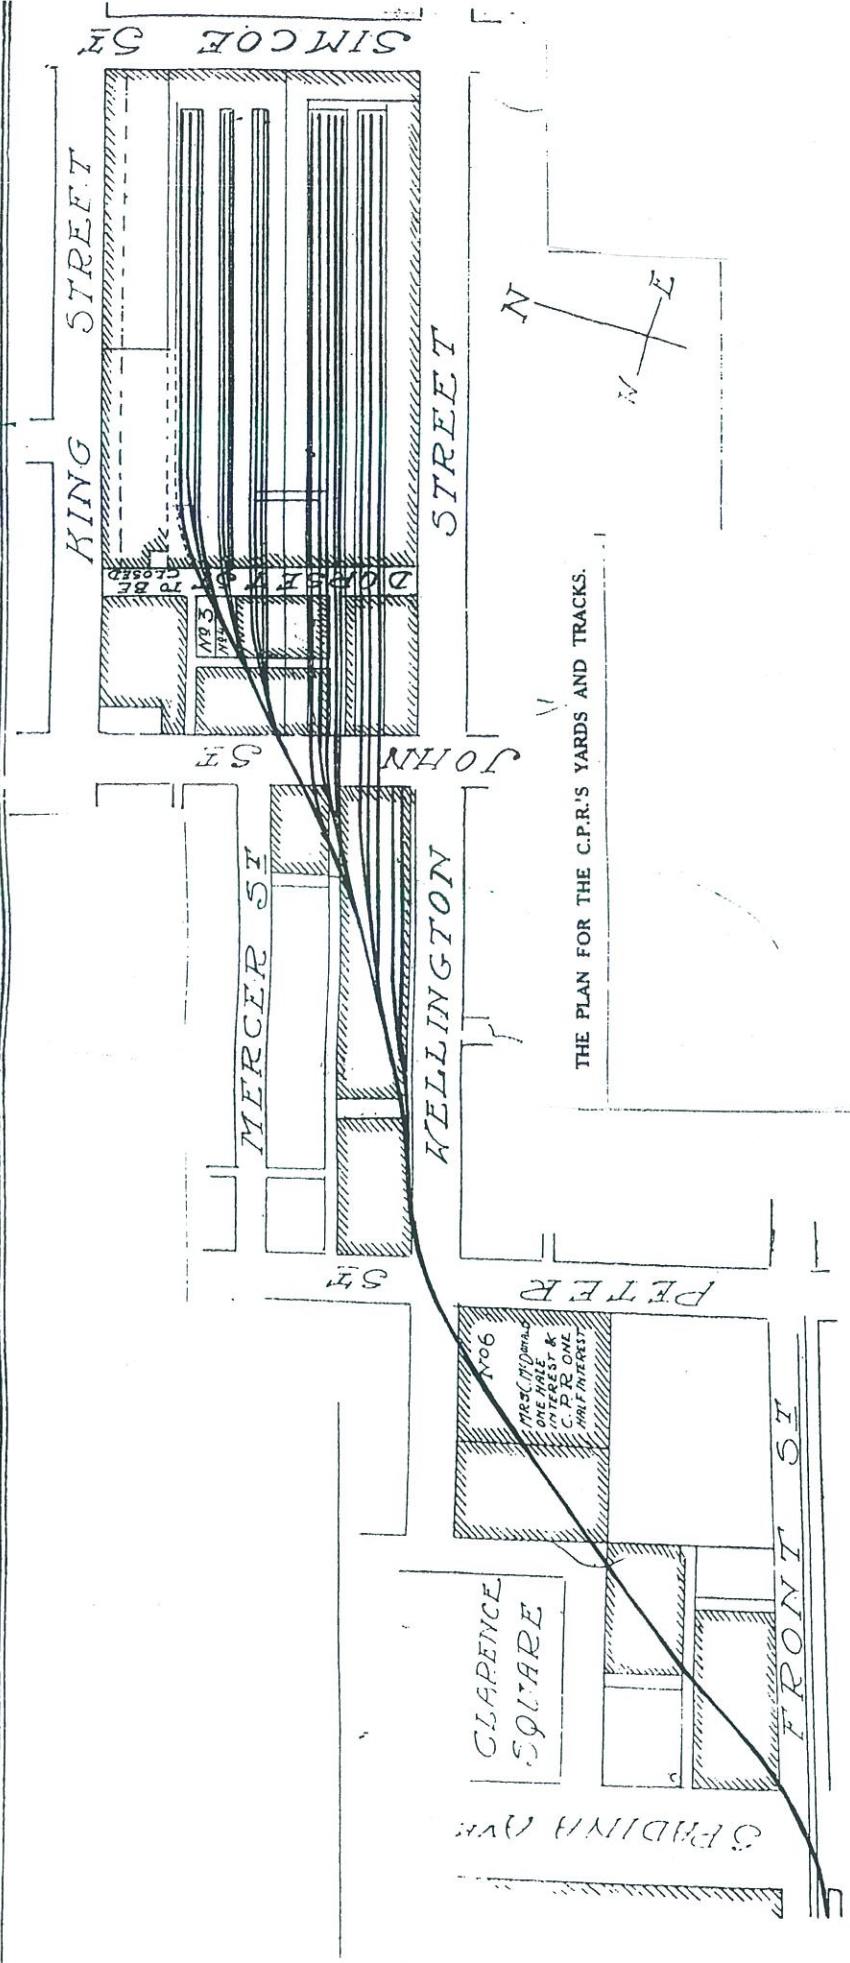 SIMCOE ST
KING STREET
N
E
W
STREET
TO BE
CLOSED
DORSET ST
No 3
No 4
JOHN ST
THE PLAN FOR THE C.P.R.'S YARDS AND TRACKS.
MERCER ST
WELLINGTON
PETER ST
No 6
MRS C. McDONALD
ONE HALF
INTEREST &
C.P.R ONE
HALF INTEREST
FRONT ST
CLARENCE
SQUARE
SPADINA AVE